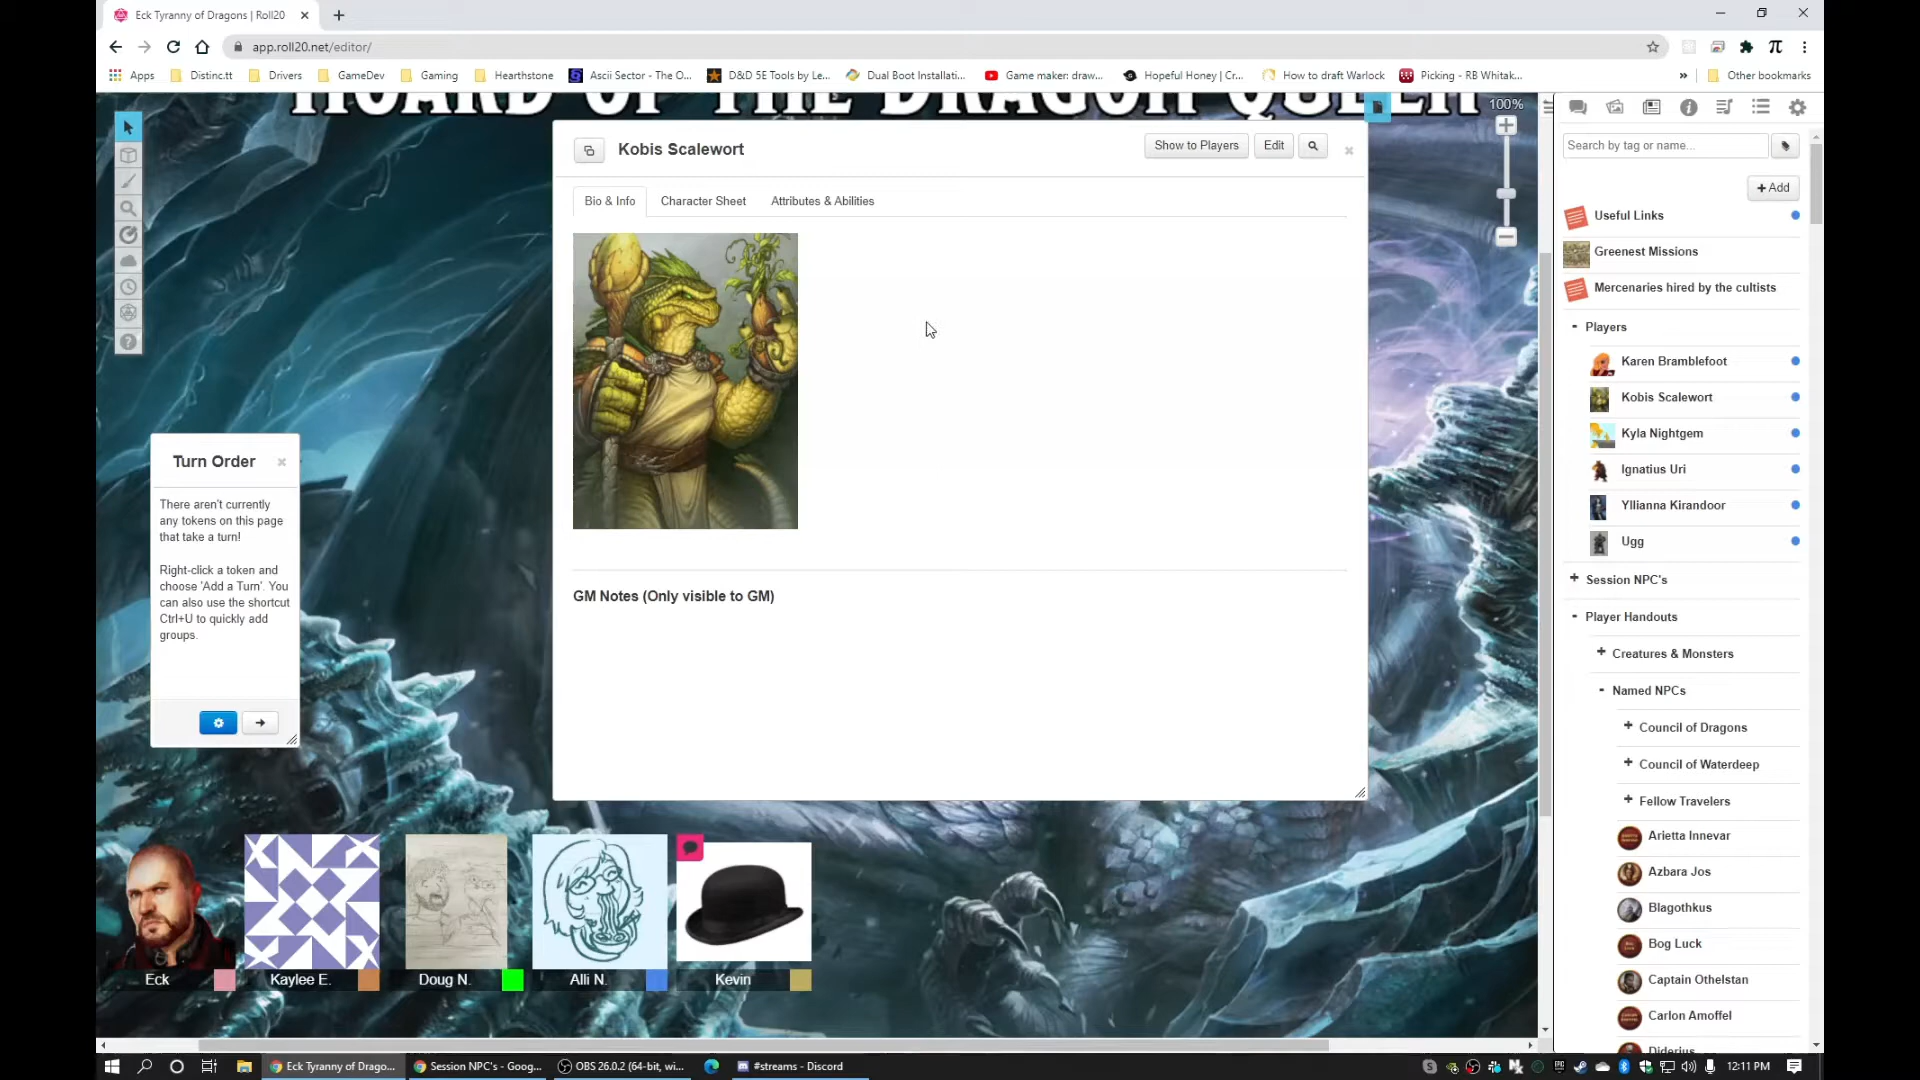 Eck Tyranny of Dragons | Roll20
app.roll20.net/editor/
Apps
Distinc.tt
Drivers
GameDev
Gaming
Hearthstone
Ascii Sector - The O...
D&D 5E Tools by Le...
Dual Boot Installati...
Game maker: draw...
Hopeful Honey | Cr...
How to draft Warlock
Picking - RB Whitak...
»
Other bookmarks
HOARD OF THE DRAGON QUEEN
100%
Kobis Scalewort
Show to Players
Edit
Bio & Info
Character Sheet
Attributes & Abilities
GM Notes (Only visible to GM)
Turn Order
There aren't currently
any tokens on this page
that take a turn!
Right-click a token and
choose 'Add a Turn'. You
can also use the shortcut
Ctrl+U to quickly add
groups.
Search by tag or name...
+ Add
Useful Links
Greenest Missions
Mercenaries hired by the cultists
- Players
Karen Bramblefoot
Kobis Scalewort
Kyla Nightgem
Ignatius Uri
Yllianna Kirandoor
Ugg
+ Session NPC's
- Player Handouts
+ Creatures & Monsters
- Named NPCs
+ Council of Dragons
+ Council of Waterdeep
+ Fellow Travelers
Arietta Innevar
Azbara Jos
Blagothkus
Bog Luck
Captain Othelstan
Carlon Amoffel
Diderius
Eck
Kaylee E.
Doug N.
Alli N.
Kevin
Eck Tyranny of Drago...
Session NPC's - Goog...
OBS 26.0.2 (64-bit, wi...
#streams - Discord
12:11 PM